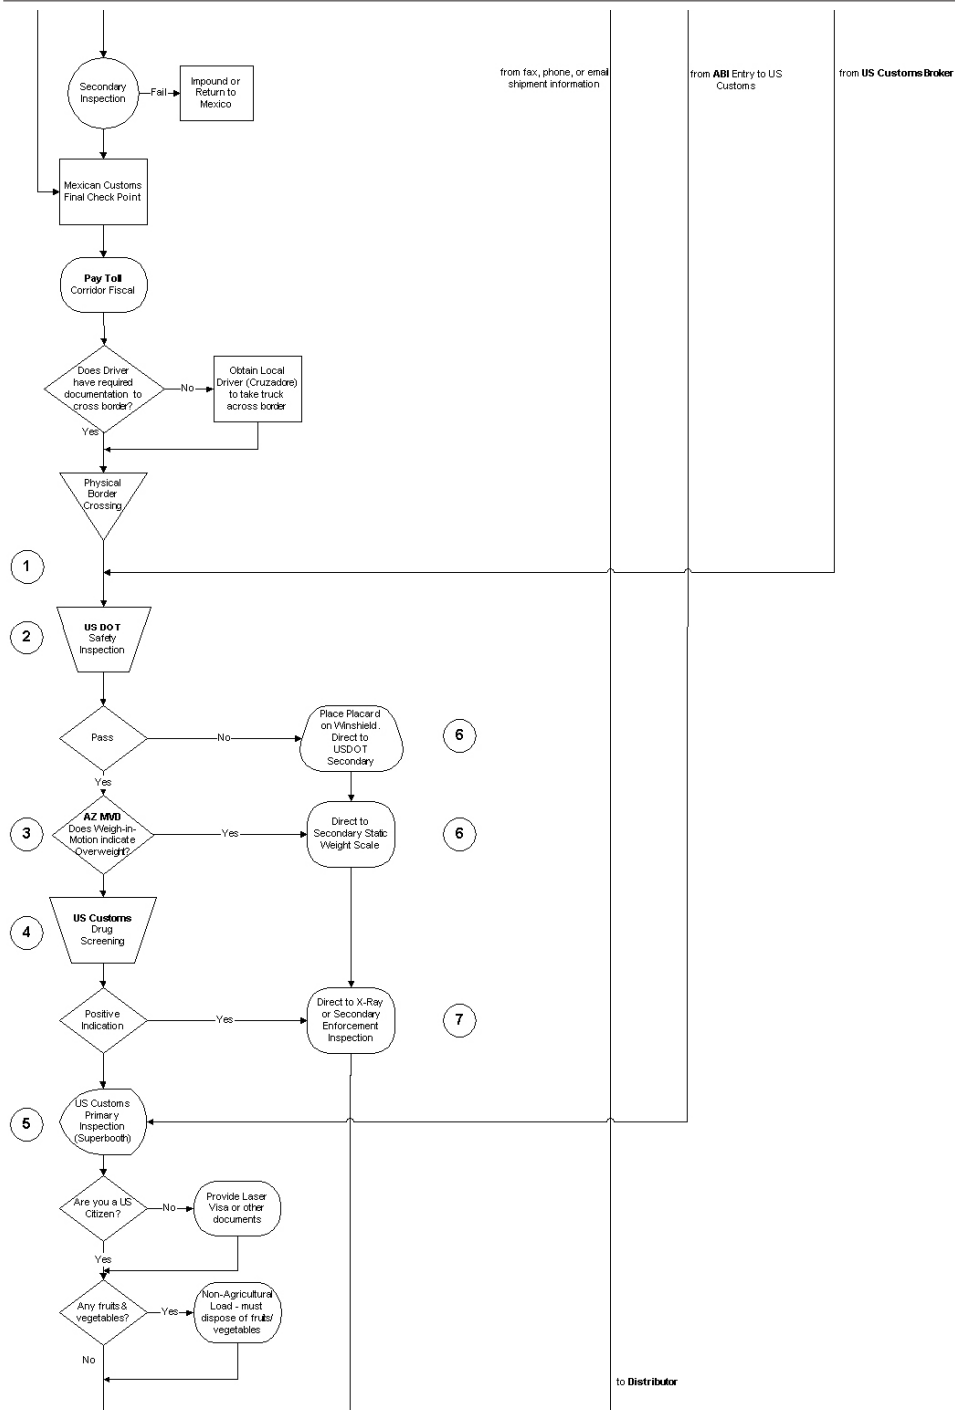 Secondary
Inspection
Fail
Impound or
Return to
Mexico
from fax, phone, or email
shipment information
from ABI Entry to US
Customs
from US Customs Broker
Mexican Customs
Final Check Point
Pay Toll
Corridor Fiscal
Does Driver
have required
documentation to
cross border?
No
Obtain Local
Driver (Cruzadore)
to take truck
across border
Yes
Physical
Border
Crossing
1
2
US DOT
Safety
Inspection
Pass
No
Place Placard
on Winshield.
Direct to
USDOT
Secondary
6
Yes
3
AZ MVD
Does Weigh-in-
Motion indicate
Overweight?
Yes
Direct to
Secondary Static
Weight Scale
6
4
US Customs
Drug
Screening
Positive
Indication
Yes
Direct to X-Ray
or Secondary
Enforcement
Inspection
7
5
US Customs
Primary
Inspection
(Superbooth)
Are you a US
Citizen?
No
Provide Laser
Visa or other
documents
Yes
Any fruits &
vegetables?
Yes
Non-Agricultural
Load - must
dispose of fruits/
vegetables
No
to Distributor